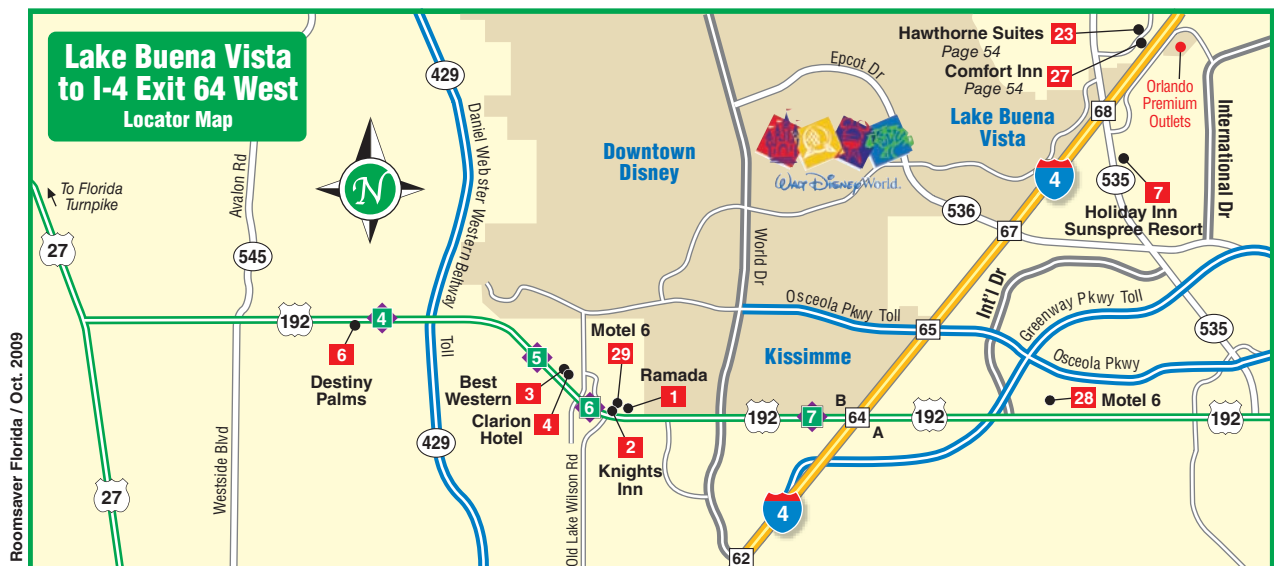 Lake Buena Vista
to I-4 Exit 64 West
Locator Map
Hawthorne Suites 23
Page 54
Comfort Inn 27
Page 54
Orlando
Premium
Outlets
Lake Buena
Vista
Epcot Dr
429
Daniel Webster Western Beltway
Toll
Avalon Rd
N
Downtown
Disney
Walt Disney World.
68
4
535
7
Holiday Inn
Sunspree Resort
International Dr
536
67
To Florida
Turnpike
27
545
World Dr
Int'l Dr
Greenway Pkwy Toll
Osceola Pkwy Toll
65
535
Osceola Pkwy
192
4
6
Destiny
Palms
5
Best
Western
3
Clarion
Hotel
4
Motel 6
29
Ramada
1
6
2
Knights
Inn
Kissimme
192
7
B
64
A
192
28 Motel 6
192
Westside Blvd
429
Old Lake Wilson Rd
27
4
62
Roomsaver Florida / Oct. 2009